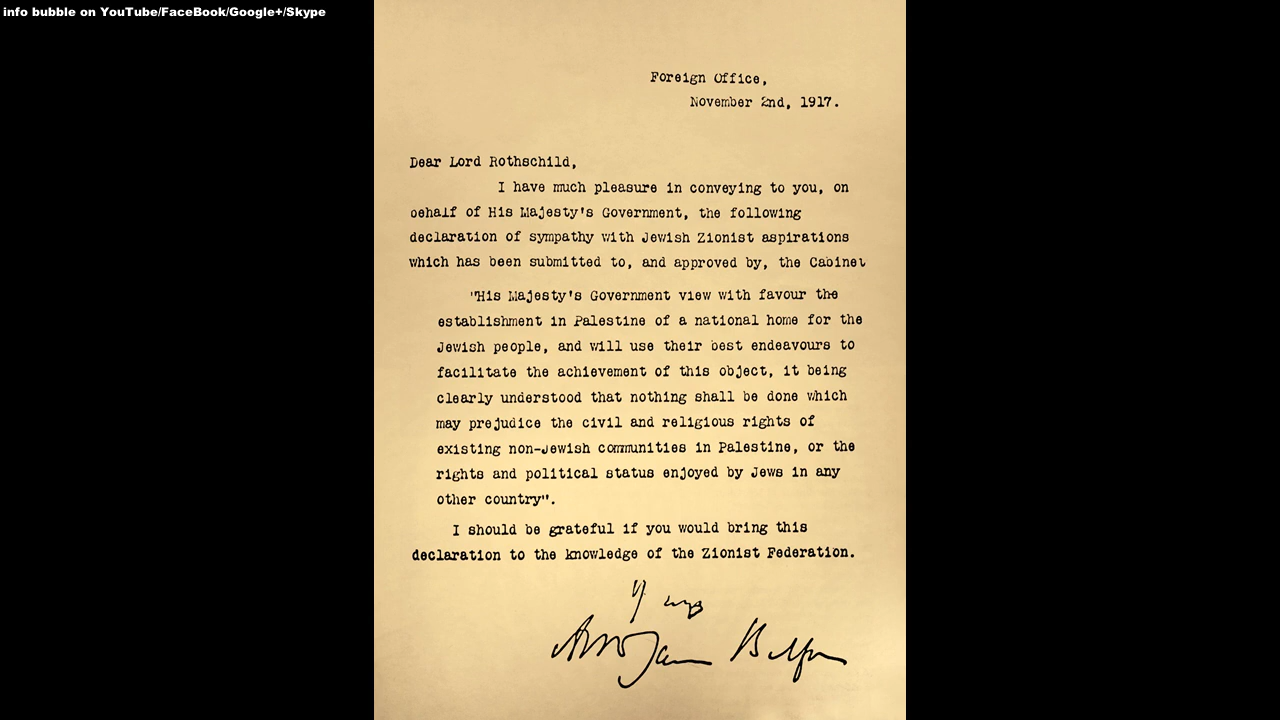 info bubble on YouTube/FaceBook/Google+/Skype
Foreign Office,
November 2nd, 1917.
Dear Lord Rothschild,
I have much pleasure in conveying to you, on
behalf of His Majesty's Government, the following
declaration of sympathy with Jewish Zionist aspirations
which has been submitted to, and approved by, the Cabinet
"His Majesty's Government view with favour the
establishment in Palestine of a national home for the
Jewish people, and will use their best endeavours to
facilitate the achievement of this object, it being
clearly understood that nothing shall be done which
may prejudice the civil and religious rights of
existing non-Jewish communities in Palestine, or the
rights and political status enjoyed by Jews in any
other country".
I should be grateful if you would bring this
declaration to the knowledge of the Zionist Federation.
Balfour